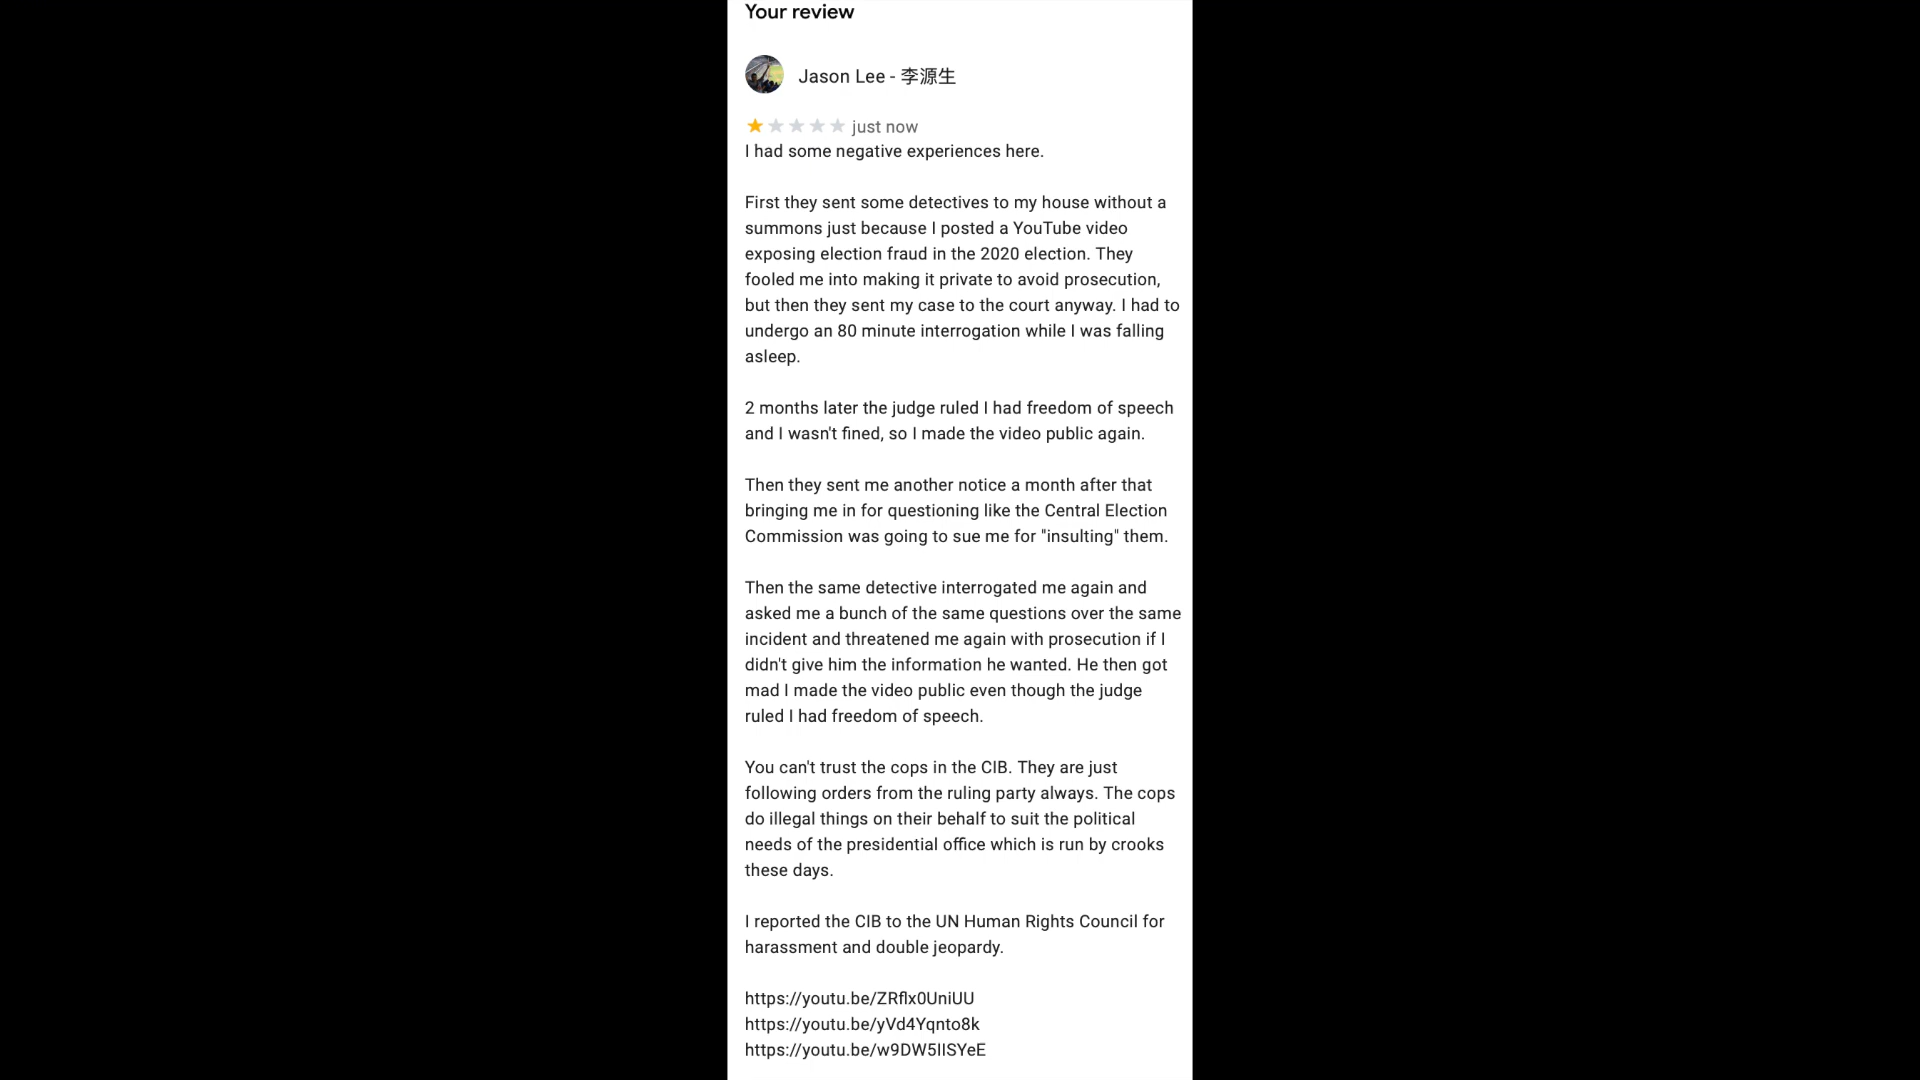 Your review
Jason Lee - 李源生
just now
I had some negative experiences here.
First they sent some detectives to my house without a
summons just because I posted a YouTube video
exposing election fraud in the 2020 election. They
fooled me into making it private to avoid prosecution,
but then they sent my case to the court anyway. I had to
undergo an 80 minute interrogation while I was falling
asleep.
2 months later the judge ruled I had freedom of speech
and I wasn't fined, so I made the video public again.
Then they sent me another notice a month after that
bringing me in for questioning like the Central Election
Commission was going to sue me for "insulting" them.
Then the same detective interrogated me again and
asked me a bunch of the same questions over the same
incident and threatened me again with prosecution if I
didn't give him the information he wanted. He then got
mad I made the video public even though the judge
ruled I had freedom of speech.
You can't trust the cops in the CIB. They are just
following orders from the ruling party always. The cops
do illegal things on their behalf to suit the political
needs of the presidential office which is run by crooks
these days.
I reported the CIB to the UN Human Rights Council for
harassment and double jeopardy.
https://youtu.be/ZRflx0UniUU
https://youtu.be/yVd4Yqnto8k
https://youtu.be/w9DW5IlSYeE